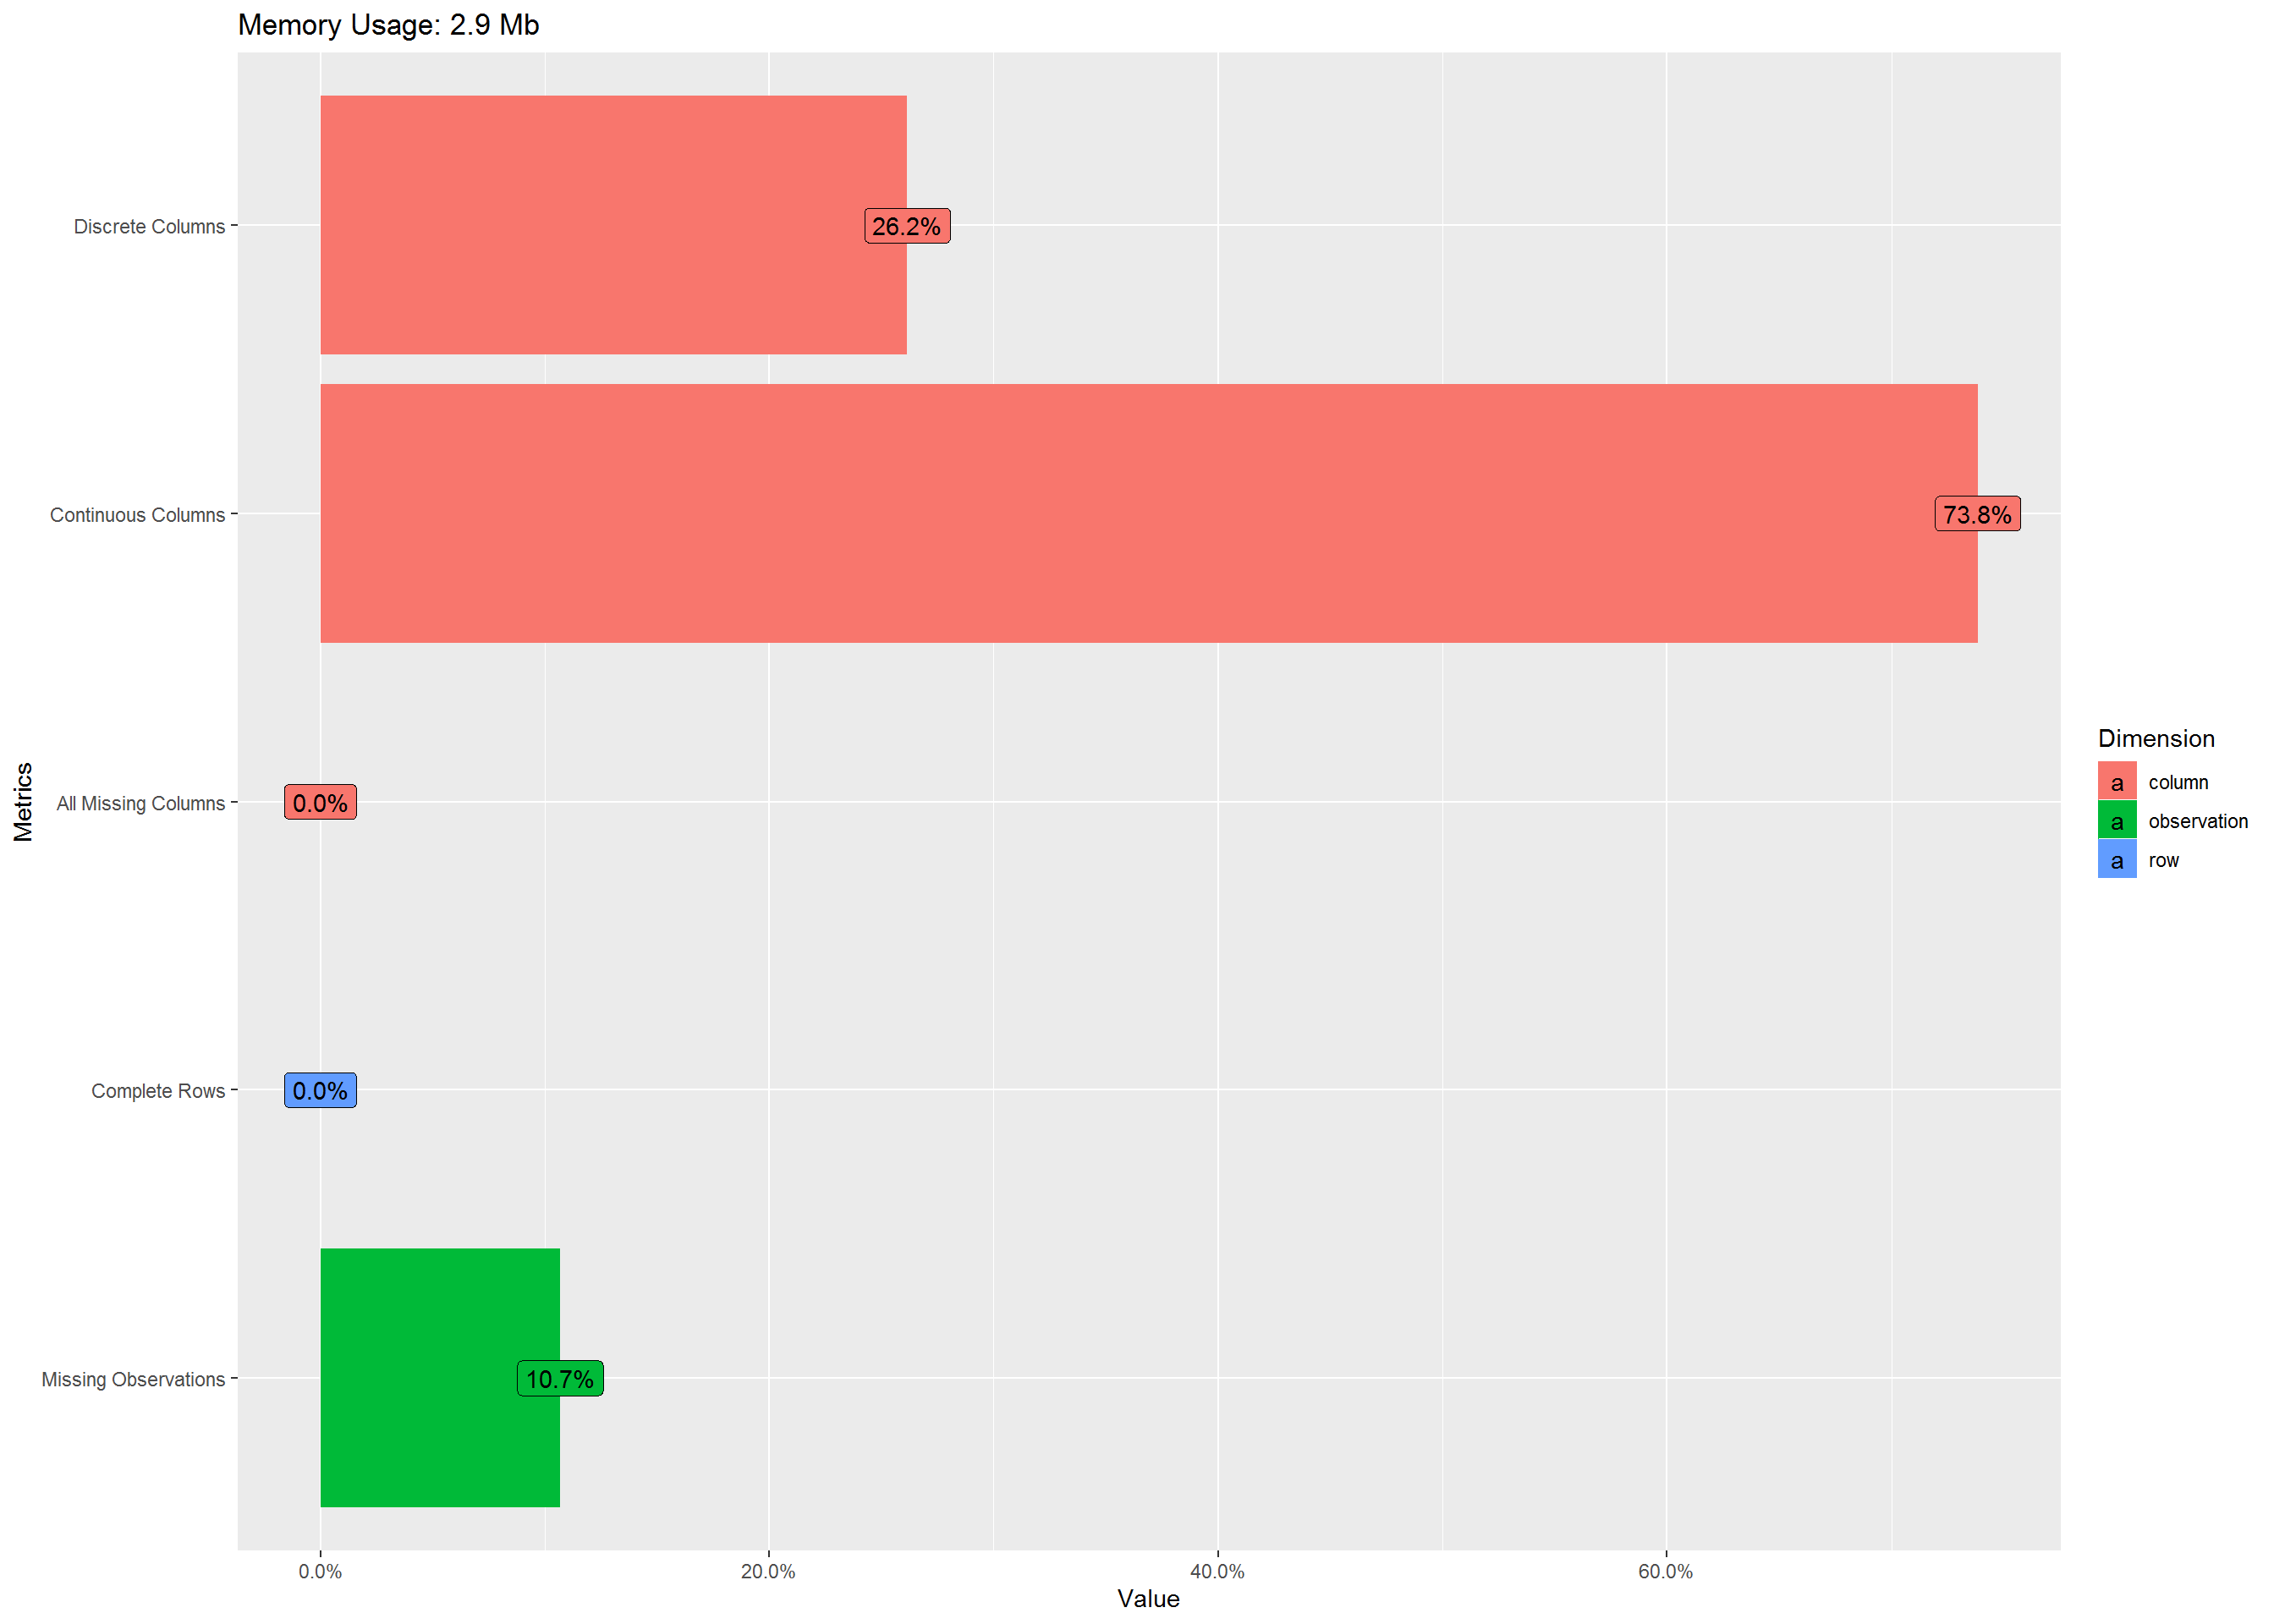 Memory Usage: 2.9 Mb
Metrics
Discrete Columns
26.2%
Continuous Columns
73.8%
All Missing Columns
0.0%
Complete Rows
0.0%
Missing Observations
10.7%
0.0% 20.0% 40.0% 60.0%
Value
Dimension
a column
a observation
a row